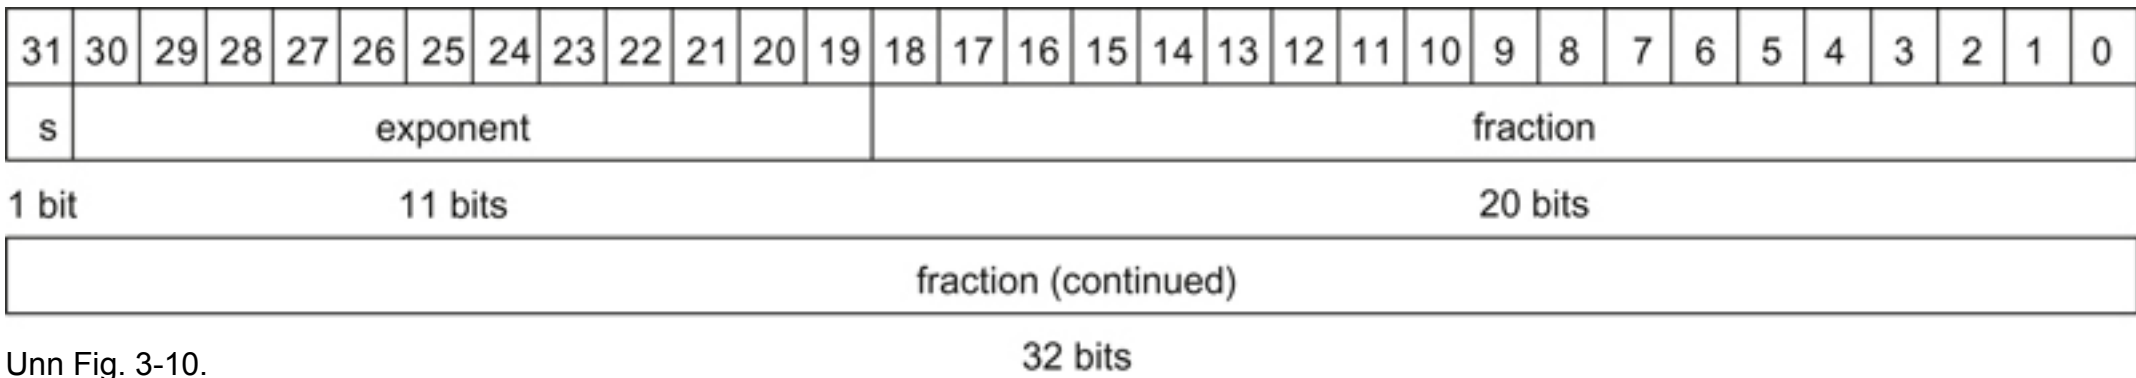 31 30 29 28 27 26 25 24 23 22 21 20 19 18 17 16 15 14 13 12 11 10 9 8 7 6 5 4 3 2 1 0
s exponent fraction
1 bit 11 bits 20 bits
fraction (continued)
32 bits
Unn Fig. 3-10.